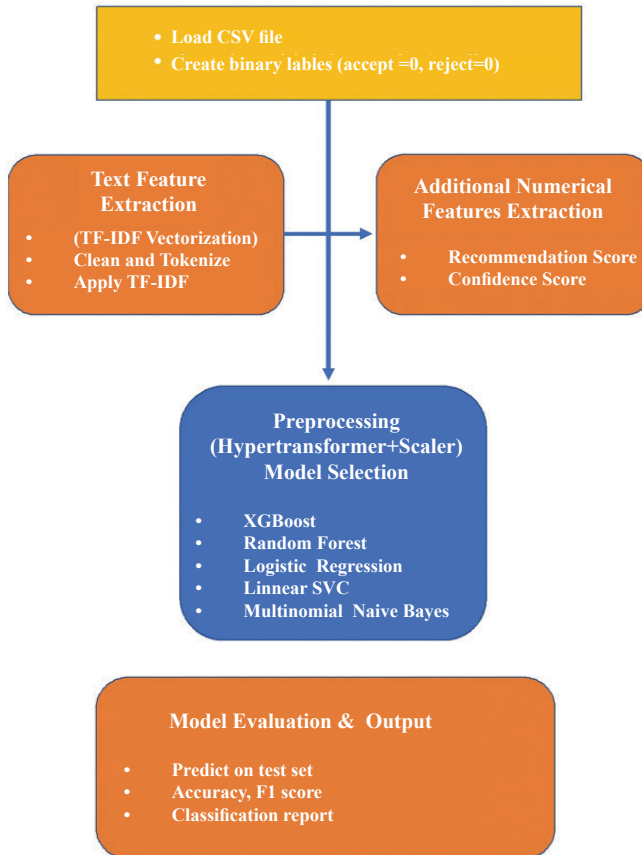 • Load CSV file
• Create binary lables (accept =0, reject=0)
Text Feature
Extraction
• (TF-IDF Vectorization)
• Clean and Tokenize
• Apply TF-IDF
Additional Numerical
Features Extraction
• Recommendation Score
• Confidence Score
Preprocessing
(Hypertransformer+Scaler)
Model Selection
• XGBoost
• Random Forest
• Logistic Regression
• Linnear SVC
• Multinomial Naive Bayes
Model Evaluation & Output
• Predict on test set
• Accuracy, F1 score
• Classification report